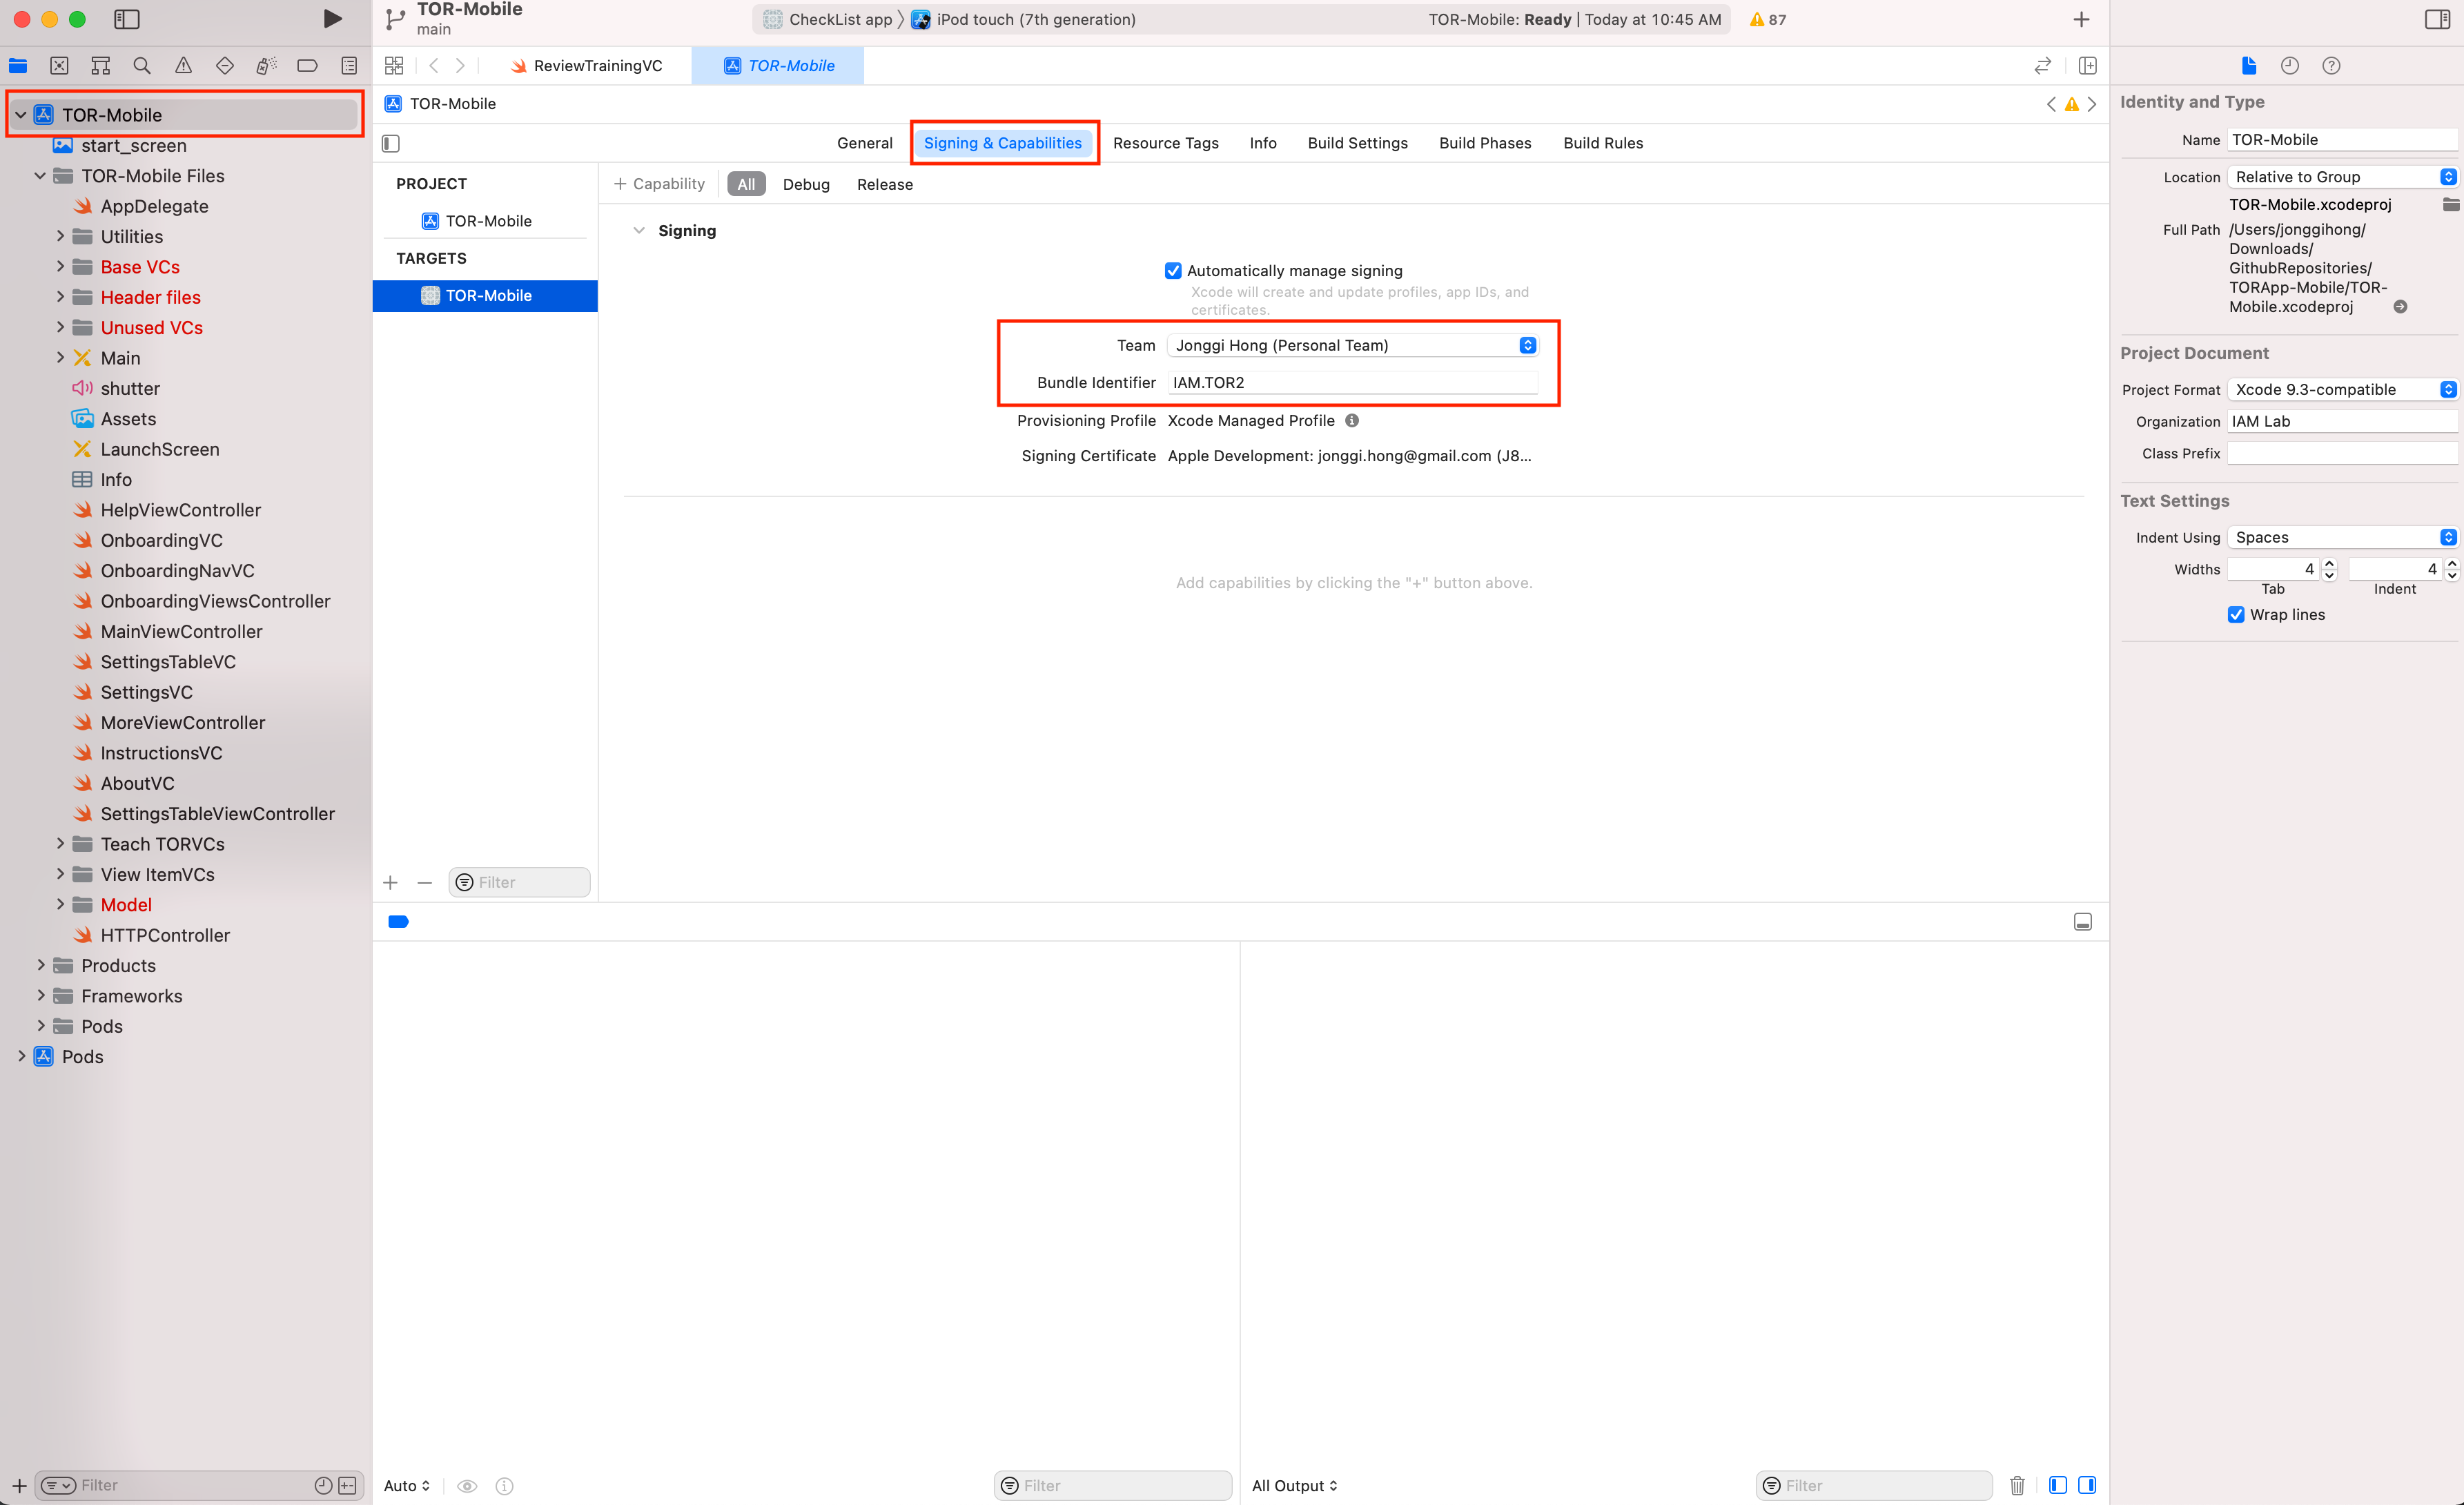 TOR-Mobile
main
CheckList app
iPod touch (7th generation)
TOR-Mobile: Ready | Today at 10:45 AM
87
ReviewTrainingVC
TOR-Mobile
TOR-Mobile
start_screen
TOR-Mobile Files
AppDelegate
Utilities
Base VCs
Header files
Unused VCs
Main
shutter
Assets
LaunchScreen
Info
HelpViewController
OnboardingVC
OnboardingNavVC
OnboardingViewsController
MainViewController
SettingsTableVC
SettingsVC
MoreViewController
InstructionsVC
AboutVC
SettingsTableViewController
Teach TORVCs
View ItemVCs
Model
HTTPController
Products
Frameworks
Pods
Pods
Filter
TOR-Mobile
General
Signing & Capabilities
Resource Tags
Info
Build Settings
Build Phases
Build Rules
PROJECT
TOR-Mobile
TARGETS
TOR-Mobile
Filter
+ Capability
All
Debug
Release
Signing
Automatically manage signing
Xcode will create and update profiles, app IDs, and
certificates.
Team Jonggi Hong (Personal Team)
Bundle Identifier IAM.TOR2
Provisioning Profile Xcode Managed Profile
Signing Certificate Apple Development: jonggi.hong@gmail.com (J8...
Add capabilities by clicking the "+" button above.
Auto
Filter
All Output
Filter
Identity and Type
Name TOR-Mobile
Location Relative to Group
TOR-Mobile.xcodeproj
Full Path /Users/jonggihong/
Downloads/
GithubRepositories/
TORApp-Mobile/TOR-
Mobile.xcodeproj
Project Document
Project Format Xcode 9.3-compatible
Organization IAM Lab
Class Prefix
Text Settings
Indent Using Spaces
Widths 4 4
Tab Indent
Wrap lines